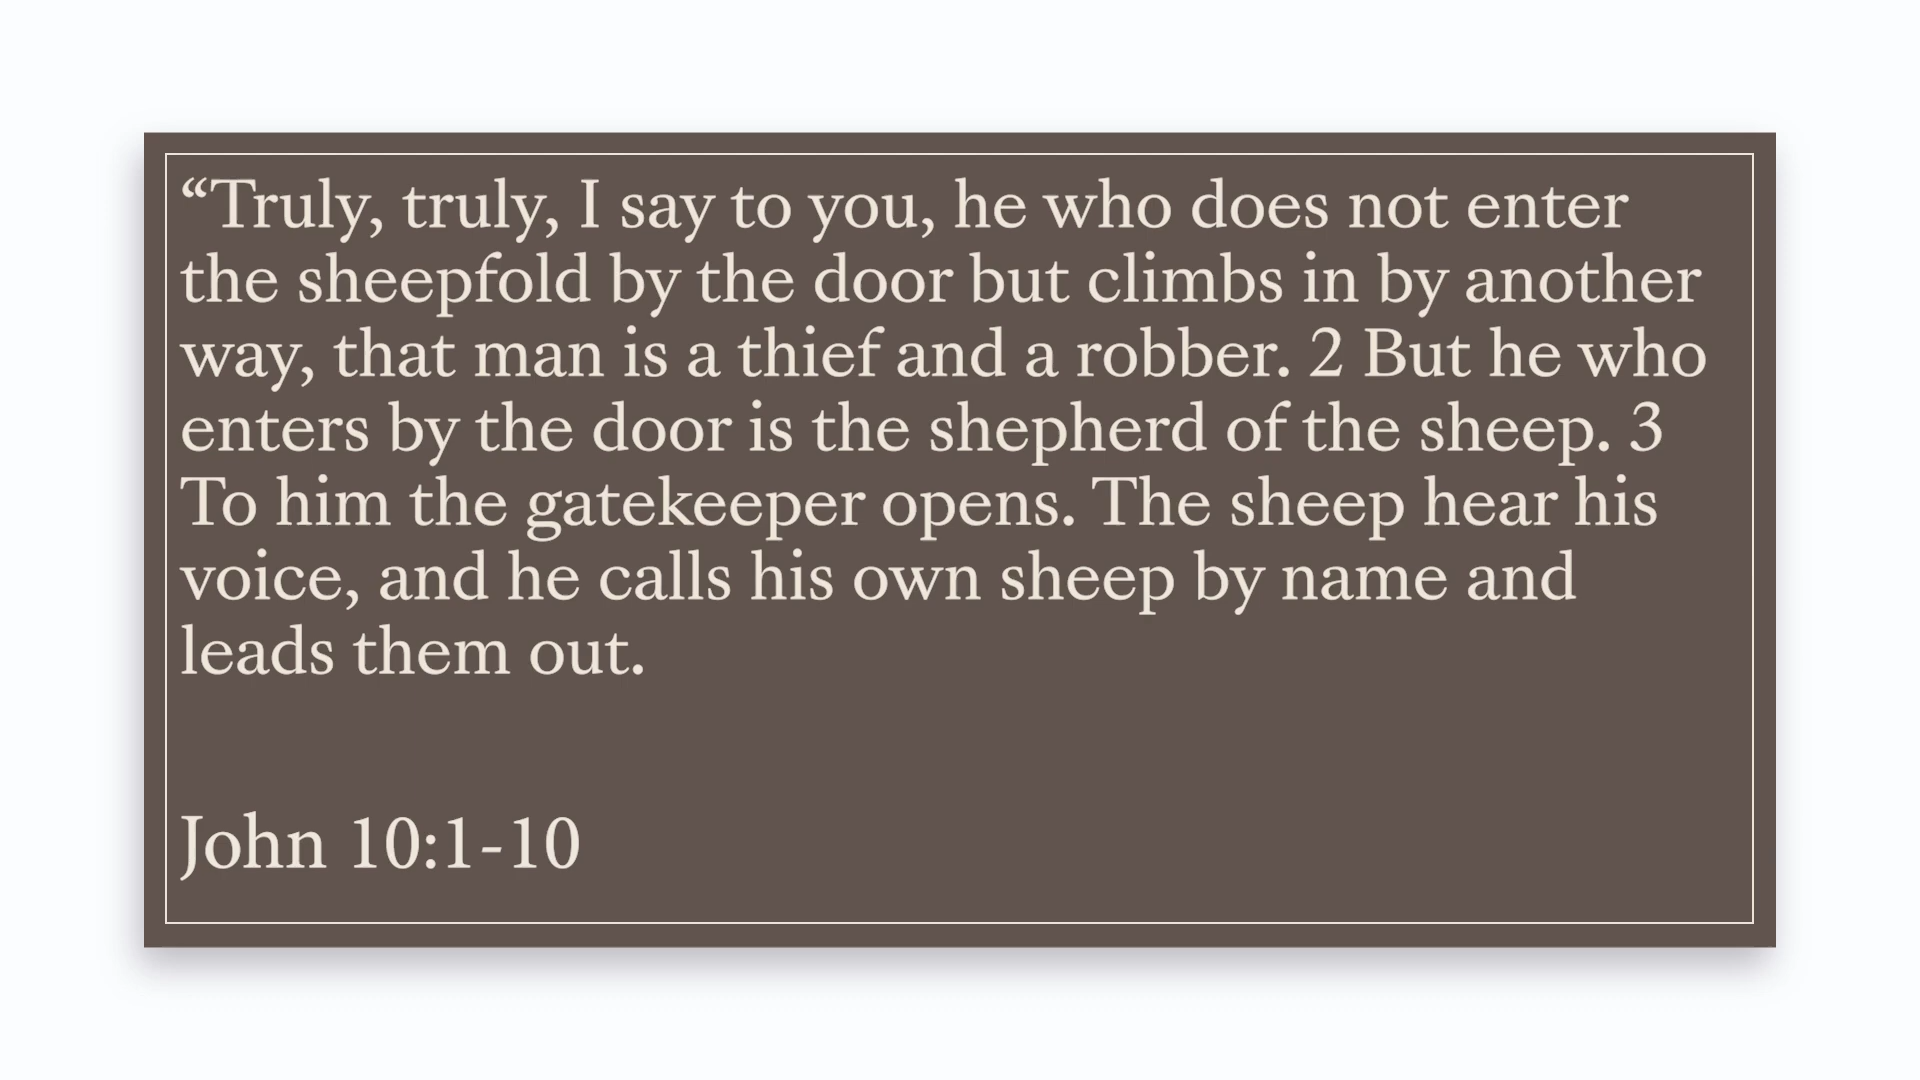 “Truly, truly, I say to you, he who does not enter
the sheepfold by the door but climbs in by another
way, that man is a thief and a robber. 2 But he who
enters by the door is the shepherd of the sheep. 3
To him the gatekeeper opens. The sheep hear his
voice, and he calls his own sheep by name and
leads them out.
John 10:1-10